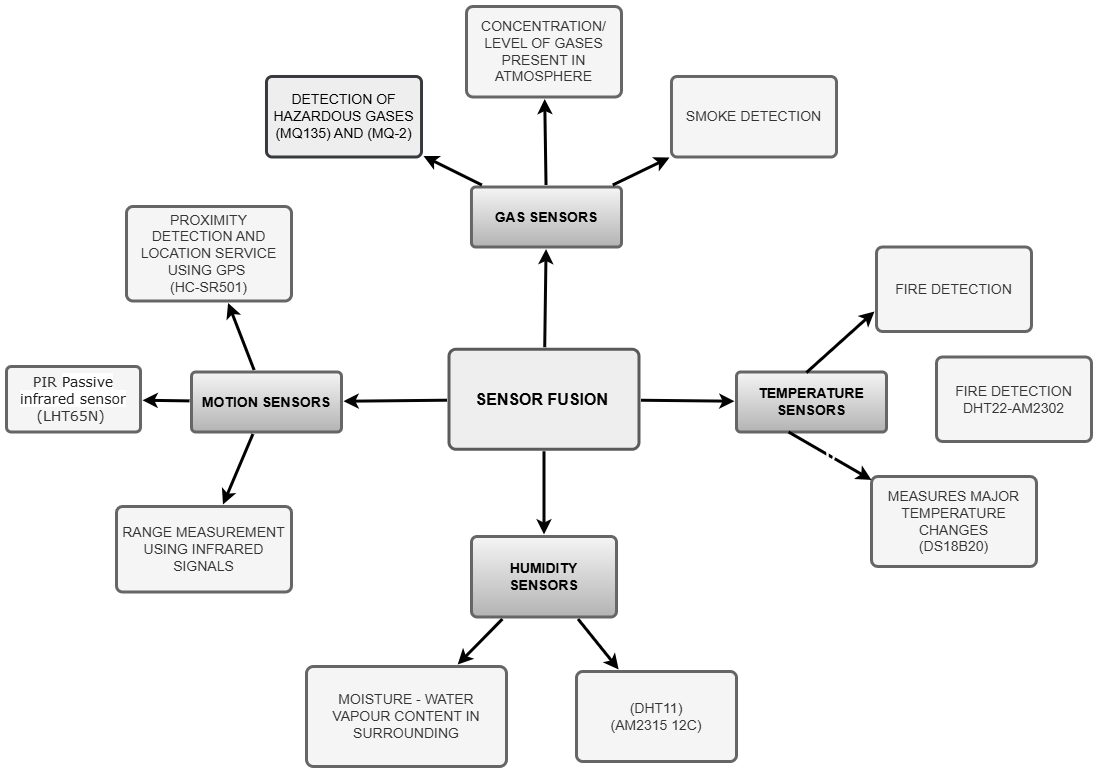 CONCENTRATION/
LEVEL OF GASES
PRESENT IN
ATMOSPHERE
DETECTION OF
HAZARDOUS GASES
(MQ135) AND (MQ-2)
SMOKE DETECTION
GAS SENSORS
PROXIMITY
DETECTION AND
LOCATION SERVICE
USING GPS
(HC-SR501)
FIRE DETECTION
PIR Passive
infrared sensor
(LHT65N)
MOTION SENSORS
SENSOR FUSION
TEMPERATURE
SENSORS
FIRE DETECTION
DHT22-AM2302
RANGE MEASUREMENT
USING INFRARED
SIGNALS
MEASURES MAJOR
TEMPERATURE
CHANGES
(DS18B20)
HUMIDITY
SENSORS
MOISTURE - WATER
VAPOUR CONTENT IN
SURROUNDING
(DHT11)
(AM2315 12C)